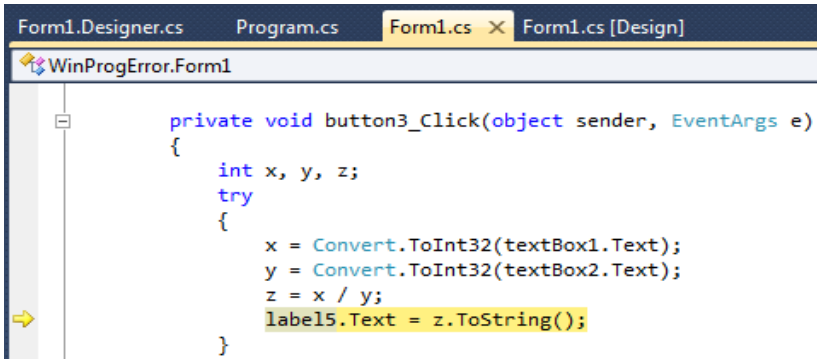 Form1.Designer.cs Program.cs Form1.cs Form1.cs [Design]
WinProgError.Form1
private void button3_Click(object sender, EventArgs e)
{
int x, y, z;
try
{
x = Convert.ToInt32(textBox1.Text);
y = Convert.ToInt32(textBox2.Text);
z = x / y;
label5.Text = z.ToString();
}